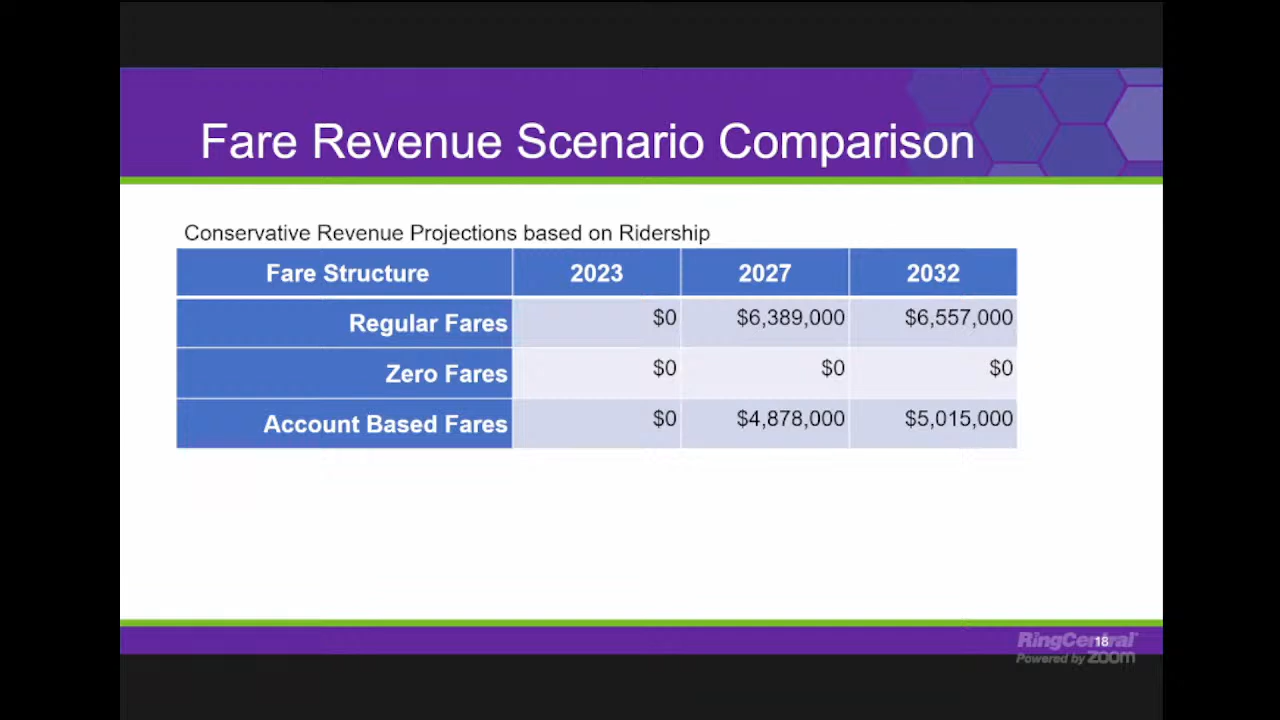 Fare Revenue Scenario Comparison
Conservative Revenue Projections based on Ridership
Fare Structure 2023 2027 2032
Regular Fares $0 $6,389,000 $6,557,000
Zero Fares $0 $0 $0
Account Based Fares $0 $4,878,000 $5,015,000
18
RingCentral
Powered by zoom